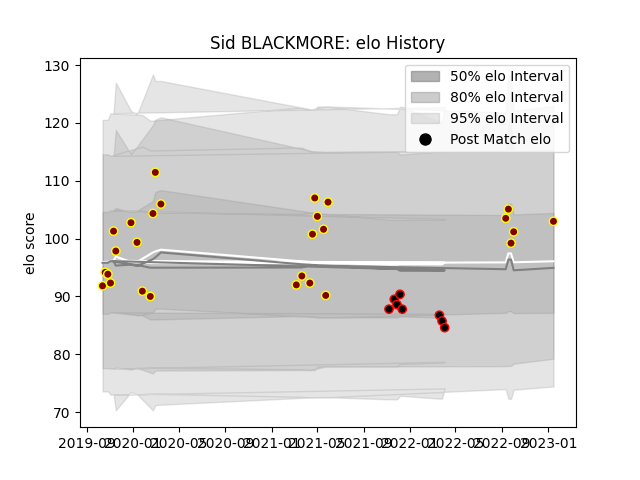 Sid BLACKMORE: elo History
elo score
130
120
110
100
90
80
70
50% elo Interval
80% elo Interval
95% elo Interval
Post Match elo
2019-09 2020-01 2020-05 2020-09 2021-01 2021-05 2021-09 2022-01 2022-05 2022-09 2023-01